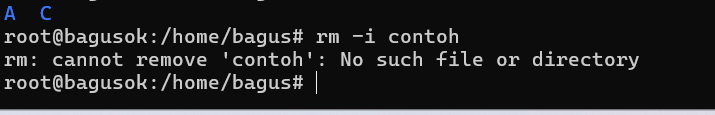 A  C
root@bagusok:/home/bagus# rm -i contoh
rm: cannot remove 'contoh': No such file or directory
root@bagusok:/home/bagus#